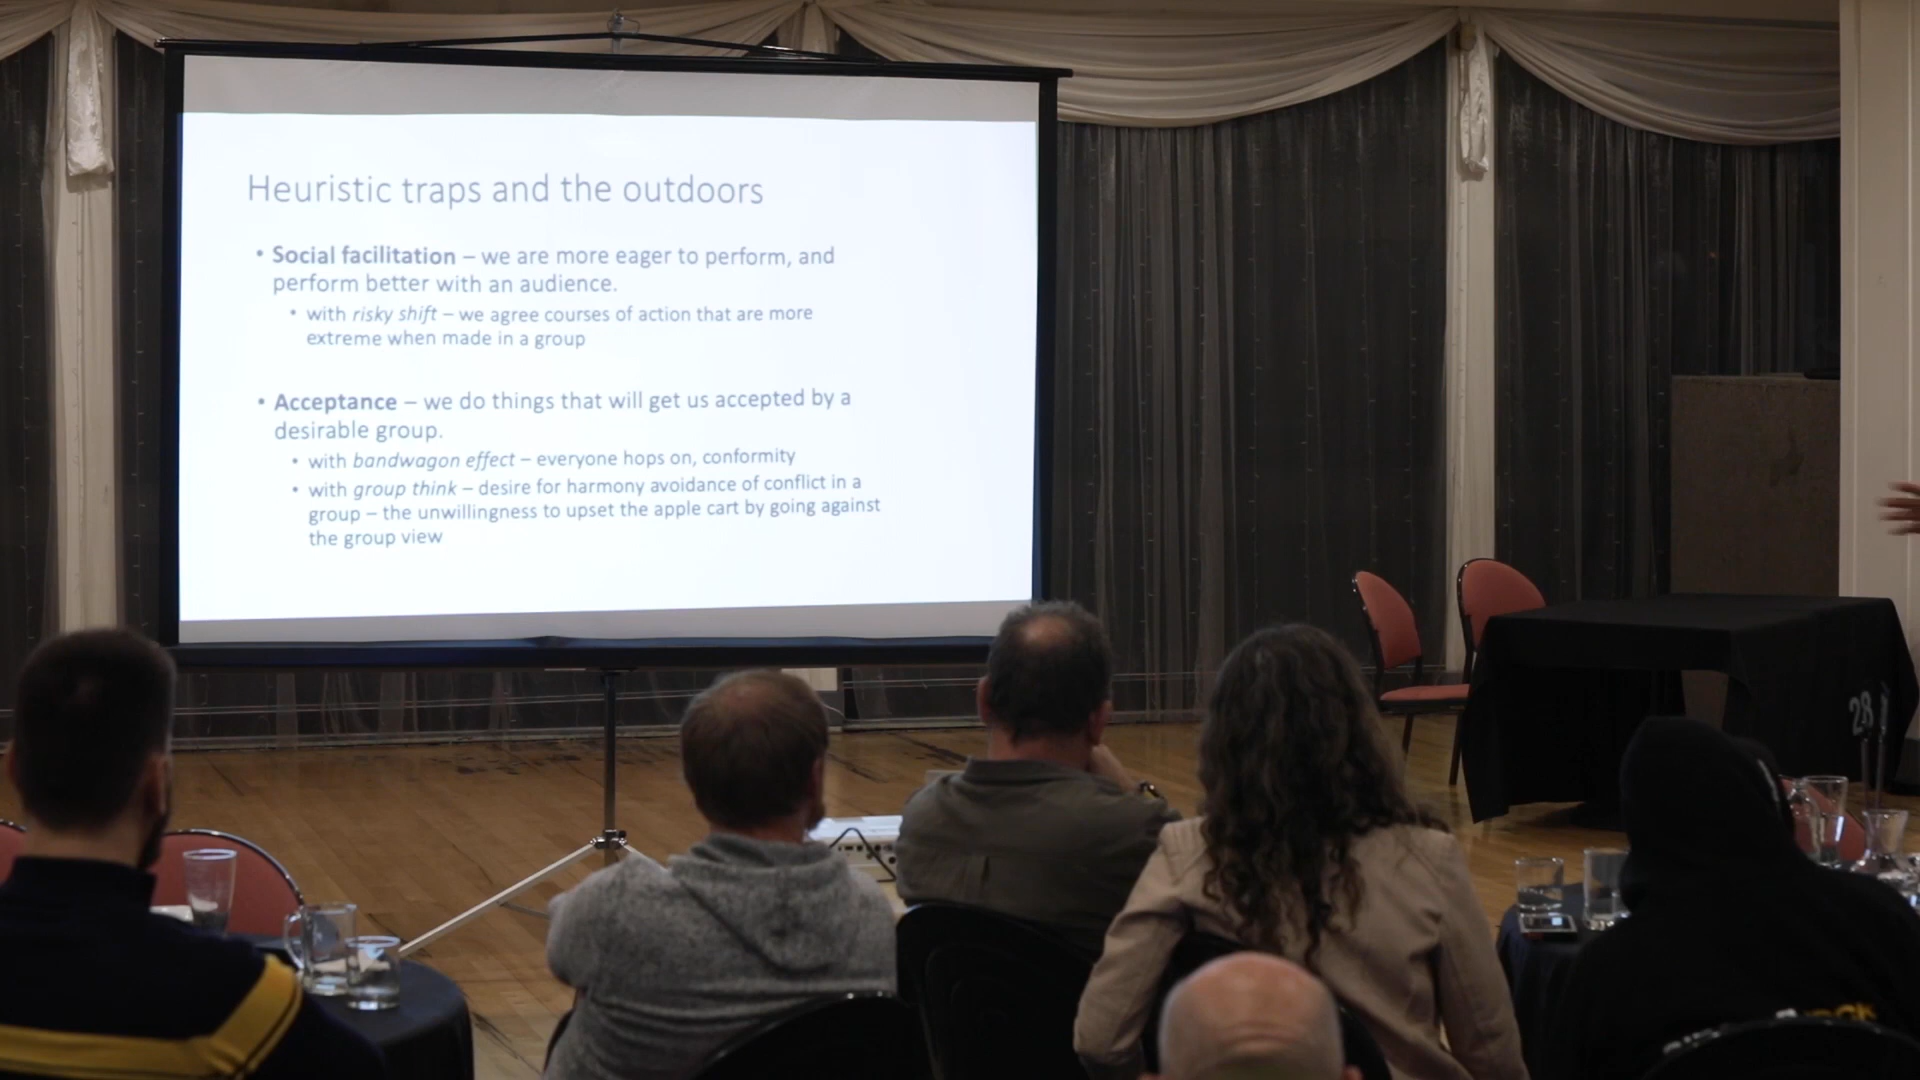 Heuristic traps and the outdoors
• Social facilitation – we are more eager to perform, and
perform better with an audience.
• with risky shift – we agree courses of action that are more
extreme when made in a group
• Acceptance – we do things that will get us accepted by a
desirable group.
• with bandwagon effect – everyone hops on, conformity
• with group think – desire for harmony avoidance of conflict in a
group – the unwillingness to upset the apple cart by going against
the group view
28